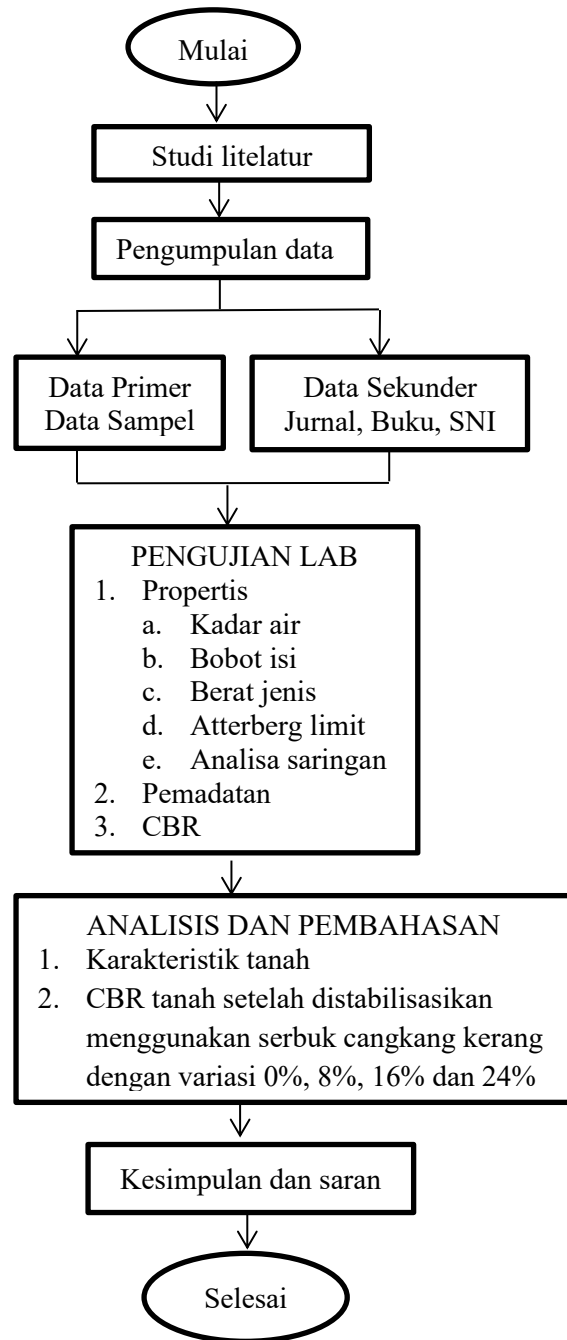 Mulai
Studi litelatur
Pengumpulan data
Data Primer
Data Sampel
Data Sekunder
Jurnal, Buku, SNI
PENGUJIAN LAB
1. Propertis
a. Kadar air
b. Bobot isi
c. Berat jenis
d. Atterberg limit
e. Analisa saringan
2. Pemadatan
3. CBR
ANALISIS DAN PEMBAHASAN
1. Karakteristik tanah
2. CBR tanah setelah distabilisasikan
menggunakan serbuk cangkang kerang
dengan variasi 0%, 8%, 16% dan 24%
Kesimpulan dan saran
Selesai